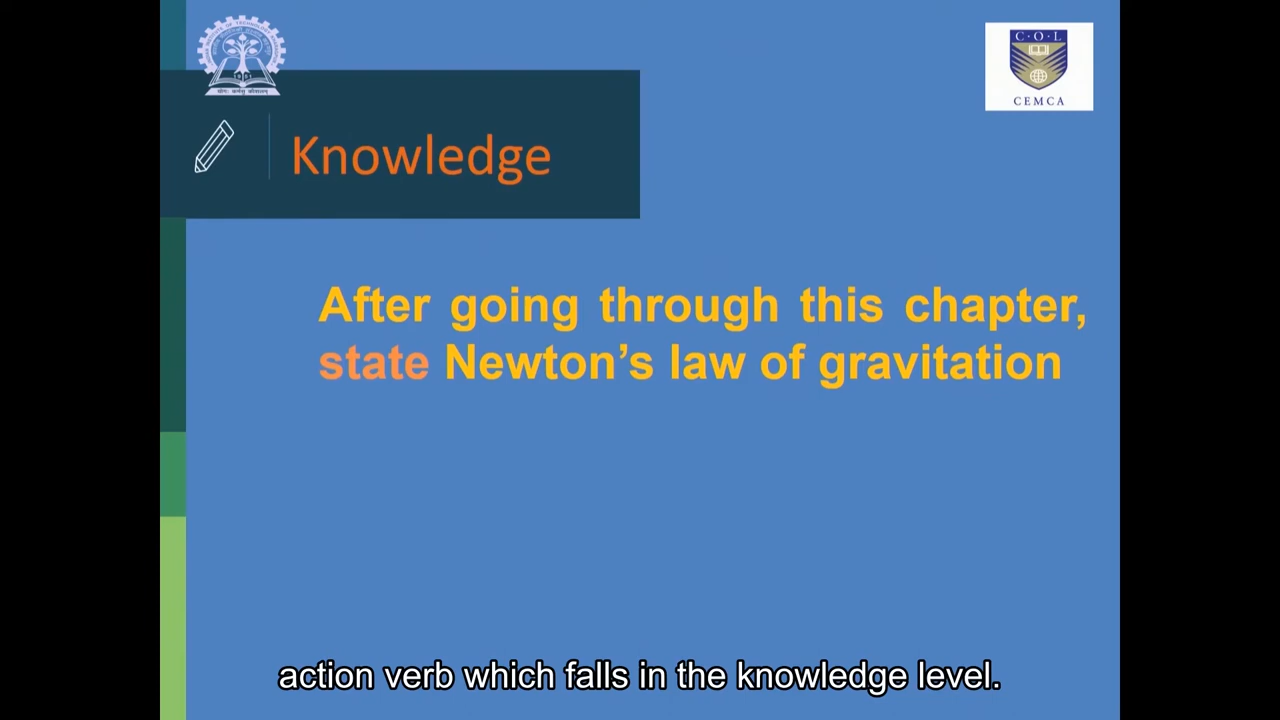 C·O·L
CEMCA
Knowledge
After going through this chapter,
state Newton’s law of gravitation
action verb which falls in the knowledge level.